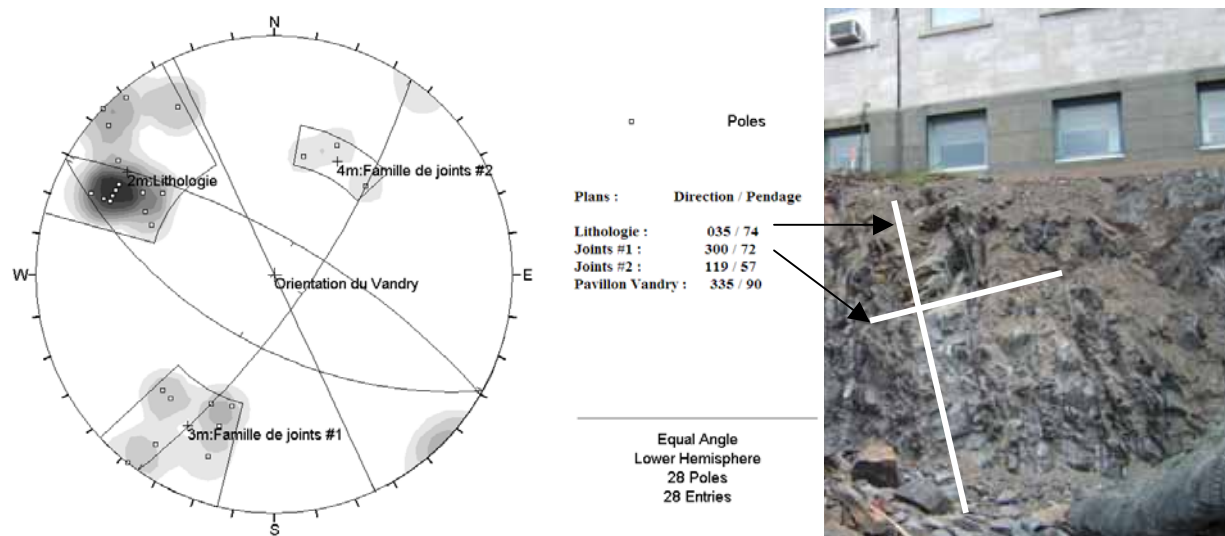 N
2m:Lithologie
4m:Famille de joints #2
W
E
Orientation du Vandry
3m:Famille de joints #1
S
Poles
Plans : Direction / Pendage
Lithologie : 035 / 74
Joints #1 : 300 / 72
Joints #2 : 119 / 57
Pavillon Vandry : 335 / 90
Equal Angle
Lower Hemisphere
28 Poles
28 Entries